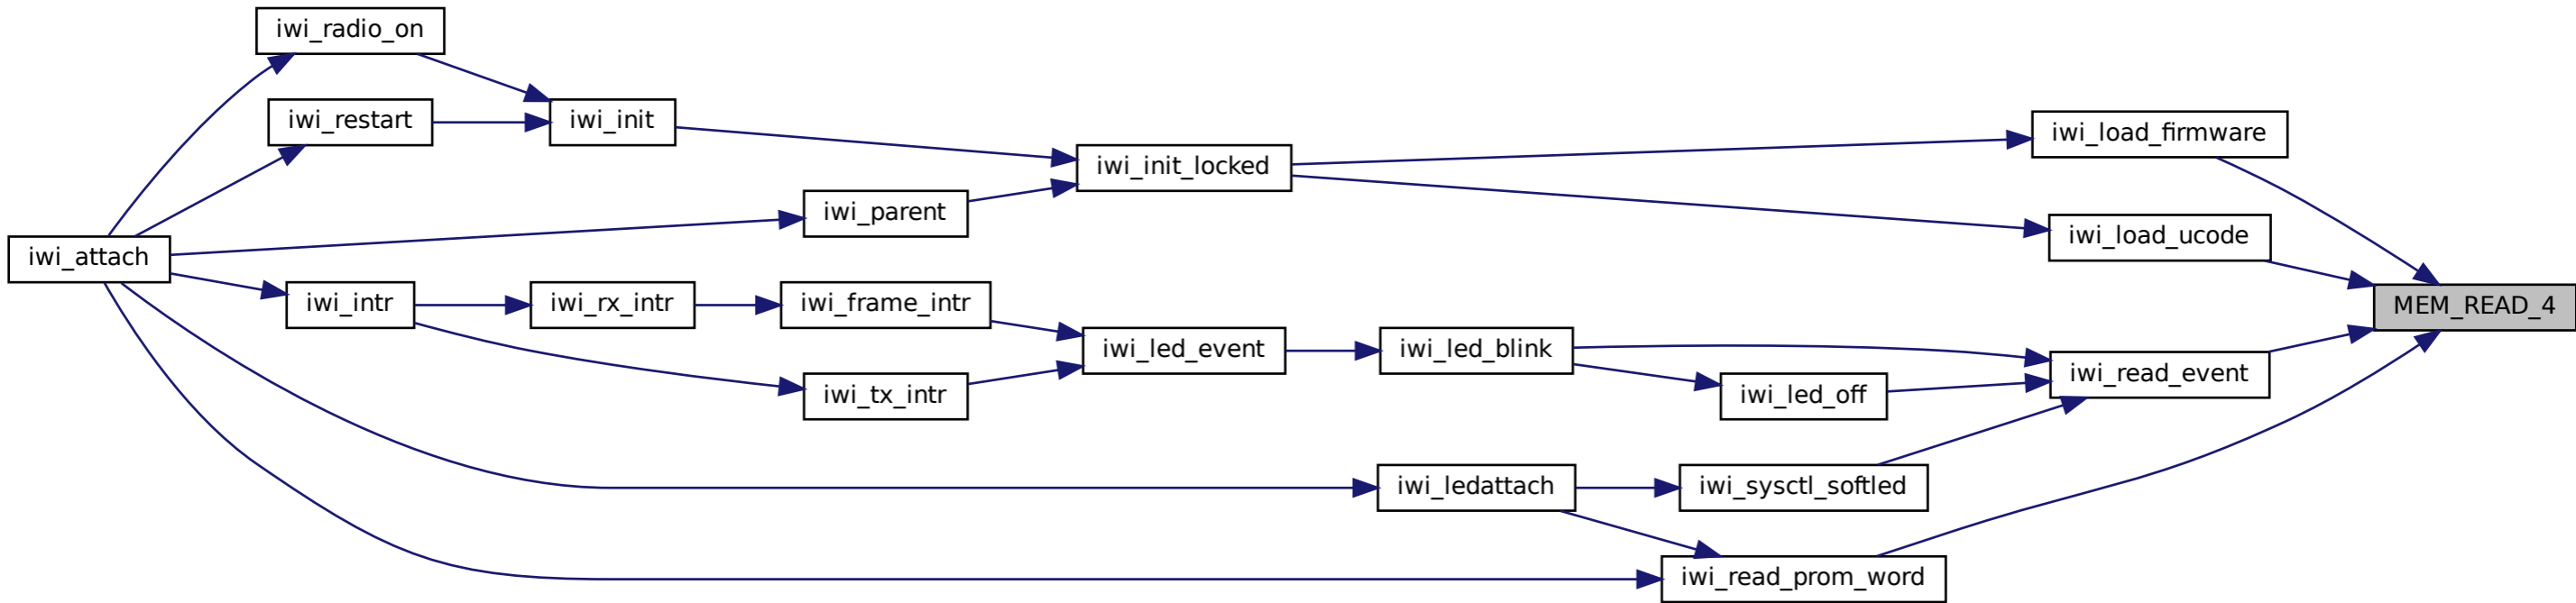 iwi_radio_on
iwi_restart
iwi_init
iwi_load_firmware
iwi_init_locked
iwi_parent
iwi_load_ucode
iwi_attach
iwi_intr
iwi_rx_intr
iwi_frame_intr
MEM_READ_4
iwi_led_event
iwi_led_blink
iwi_read_event
iwi_tx_intr
iwi_led_off
iwi_ledattach
iwi_sysctl_softled
iwi_read_prom_word